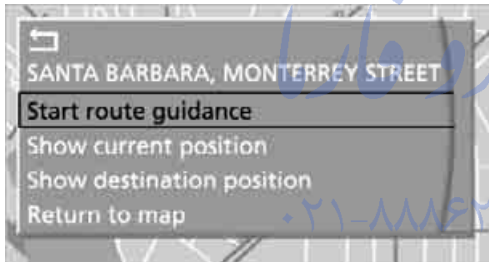 SANTA BARBARA, MONTERREY STREET
Start route guidance
Show current position
Show destination position
Return to map